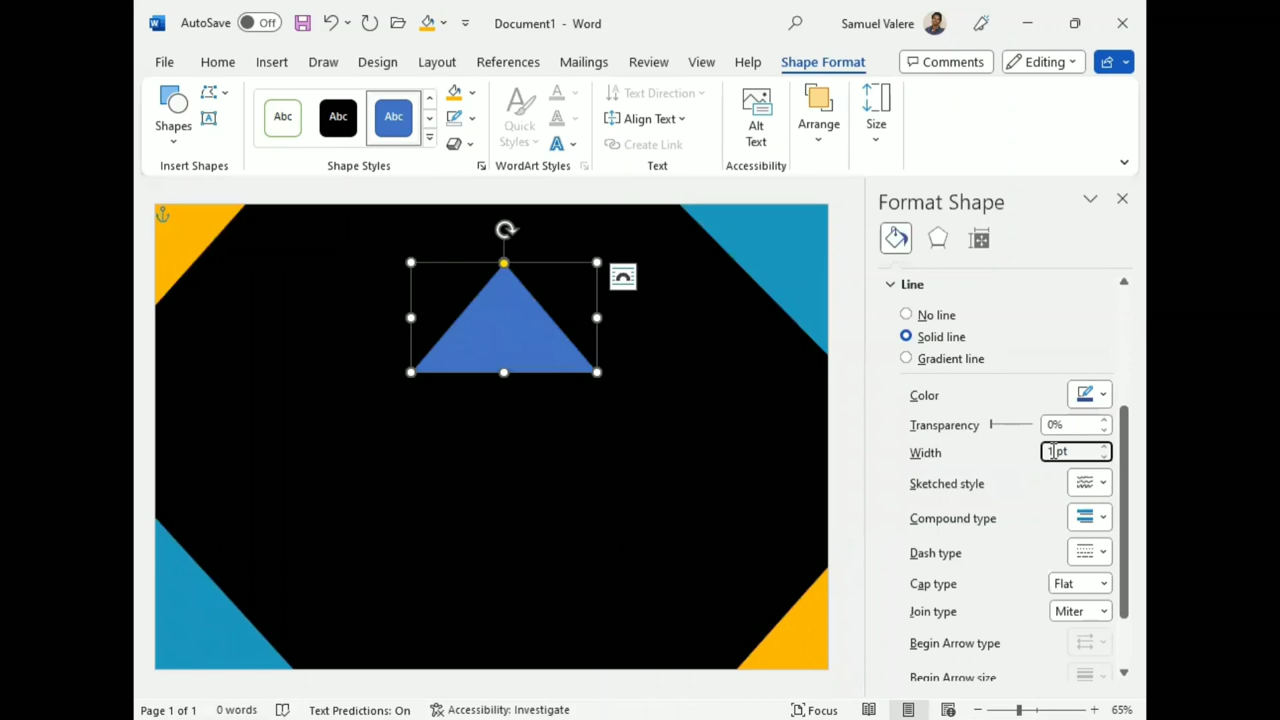 AutoSave Off Document1 - Word Samuel Valere
File Home Insert Draw Design Layout References Mailings Review View Help Shape Format Comments Editing
Shapes
Abc Abc Abc
Quick Styles
Text Direction
Align Text
Create Link
Alt Text
Arrange
Size
Insert Shapes Shape Styles WordArt Styles Text Accessibility
Format Shape
Line
No line
Solid line
Gradient line
Color
Transparency 0%
Width 1 pt
Sketched style
Compound type
Dash type
Cap type Flat
Join type Miter
Begin Arrow type
Begin Arrow size
Page 1 of 1 0 words Text Predictions: On Accessibility: Investigate Focus 65%